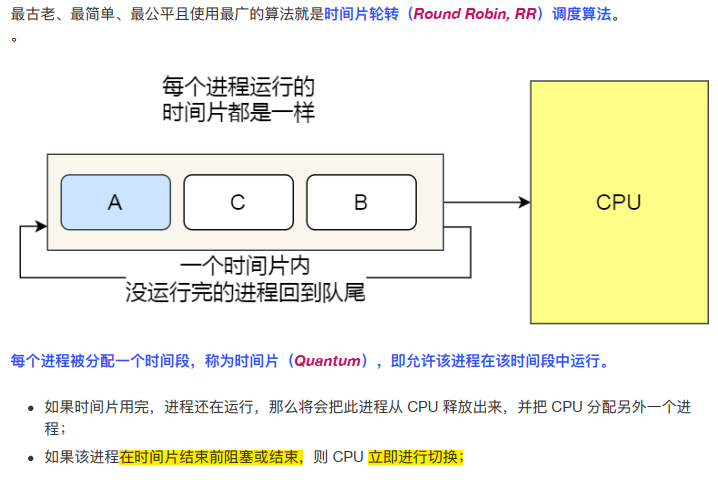 最古老、最简单、最公平且使用最广的算法就是时间片轮转（Round Robin, RR）调度算法。
。
每个进程运行的
时间片都是一样
A
C
B
CPU
一个时间片内
没运行完的进程回到队尾
每个进程被分配一个时间段，称为时间片（Quantum），即允许该进程在该时间段中运行。
如果时间片用完，进程还在运行，那么将会把此进程从 CPU 释放出来，并把 CPU 分配另外一个进
程；
如果该进程在时间片结束前阻塞或结束，则 CPU 立即进行切换；